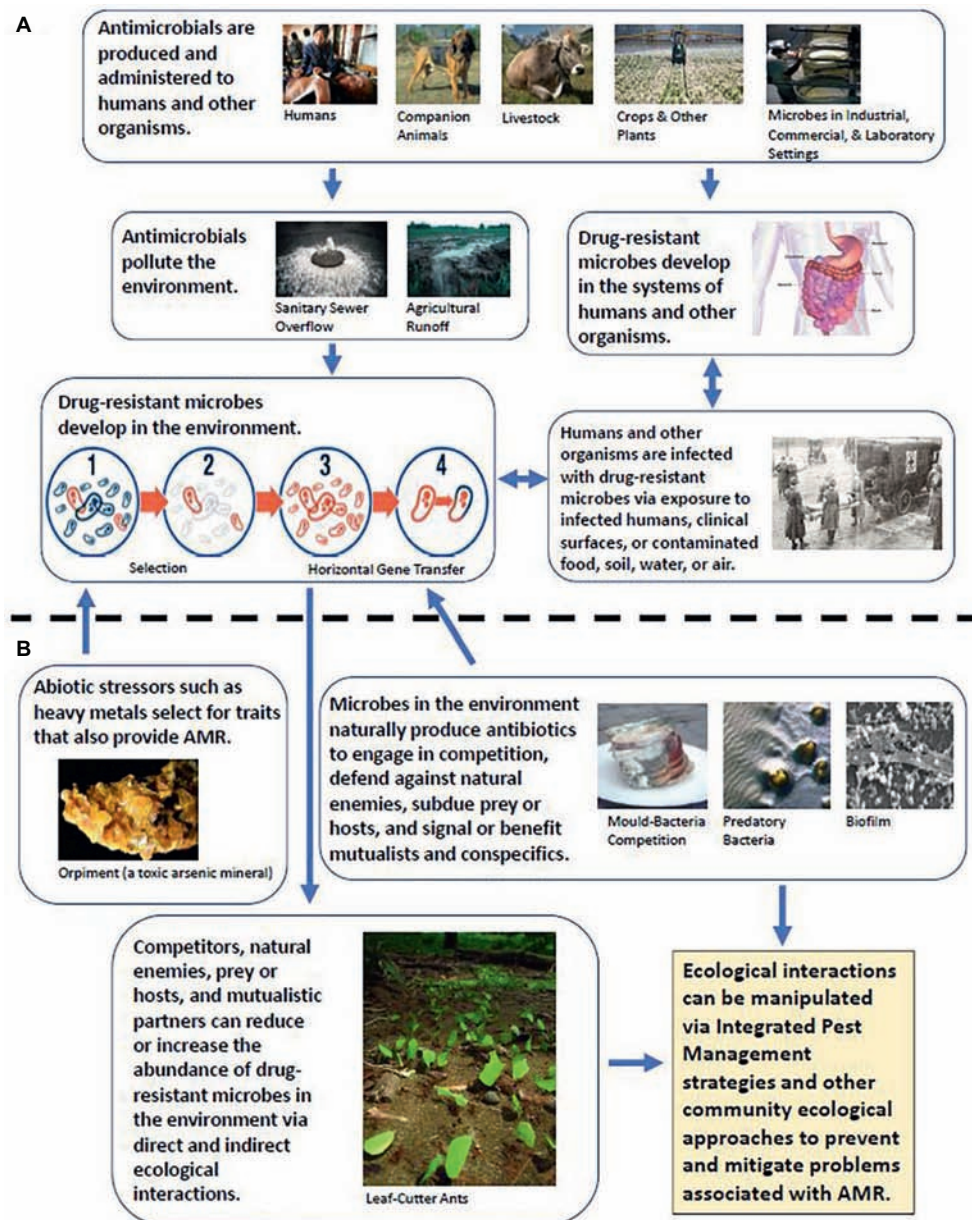 A
Antimicrobials are
produced and
administered to
humans and other
organisms.
Humans
Companion
Animals
Livestock
Crops & Other
Plants
Microbes in Industrial,
Commercial, & Laboratory
Settings
Antimicrobials
pollute the
environment.
Sanitary Sewer
Overflow
Agricultural
Runoff
Drug-resistant
microbes develop
in the systems of
humans and other
organisms.
Drug-resistant microbes
develop in the environment.
1
2
3
4
Selection
Horizontal Gene Transfer
Humans and other
organisms are infected
with drug-resistant
microbes via exposure to
infected humans, clinical
surfaces, or contaminated
food, soil, water, or air.
B
Abiotic stressors such as
heavy metals select for traits
that also provide AMR.
Orpiment (a toxic arsenic mineral)
Microbes in the environment
naturally produce antibiotics
to engage in competition,
defend against natural
enemies, subdue prey or
hosts, and signal or benefit
mutualists and conspecifics.
Mould-Bacteria
Competition
Predatory
Bacteria
Biofilm
Competitors, natural
enemies, prey or
hosts, and mutualistic
partners can reduce
or increase the
abundance of drug-
resistant microbes in
the environment via
direct and indirect
ecological
interactions.
Leaf-Cutter Ants
Ecological interactions
can be manipulated
via Integrated Pest
Management
strategies and other
community ecological
approaches to prevent
and mitigate problems
associated with AMR.